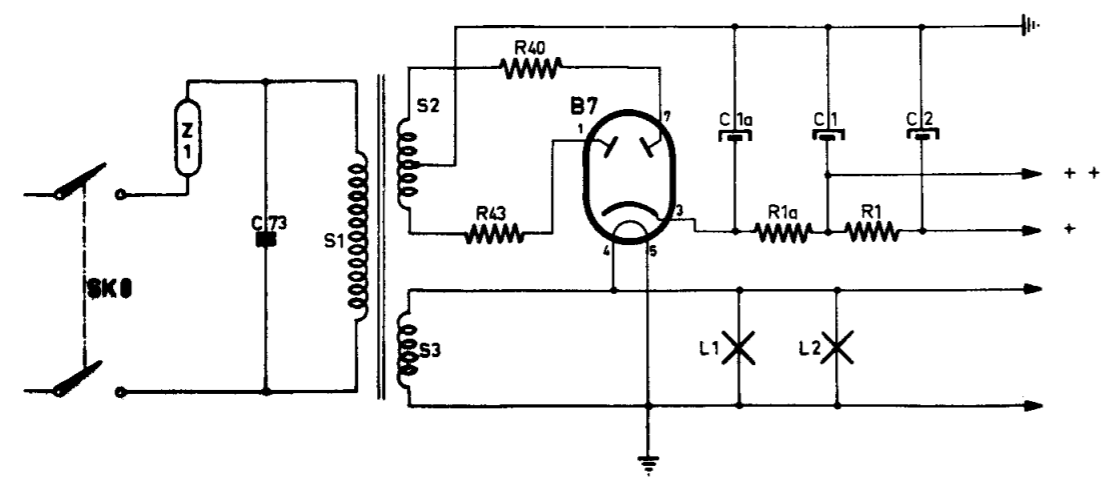 R40
S2
B7
7
1
C1a
C1
C2
Z
1
+ +
C73
R43
3
R1a
R1
+
S1
4
5
SK8
L1
L2
S3